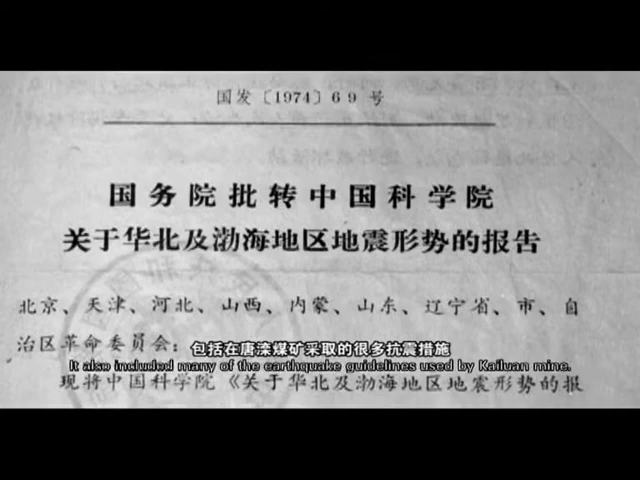 国发〔1974〕69号
国务院批转中国科学院
关于华北及渤海地区地震形势的报告
北京、天津、河北、山西、内蒙、山东、辽宁省、市、自
治区革命委员会：
包括在唐滦煤矿采取的很多抗震措施
It also included many of the earthquake guidelines used by Kailuan mine.
现将中国科学院《关于华北及渤海地区地震形势的报